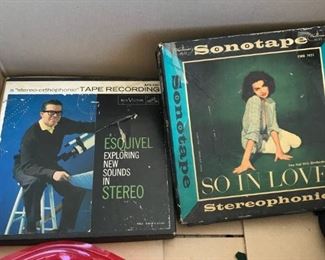 a "stereo-orthophonic" TAPE RECORDING
RCA VICTOR
ESQUIVEL
EXPLORING
NEW
SOUNDS
IN
STEREO
Sonotape
Sonotape
SO IN LOVE
Stereophonic